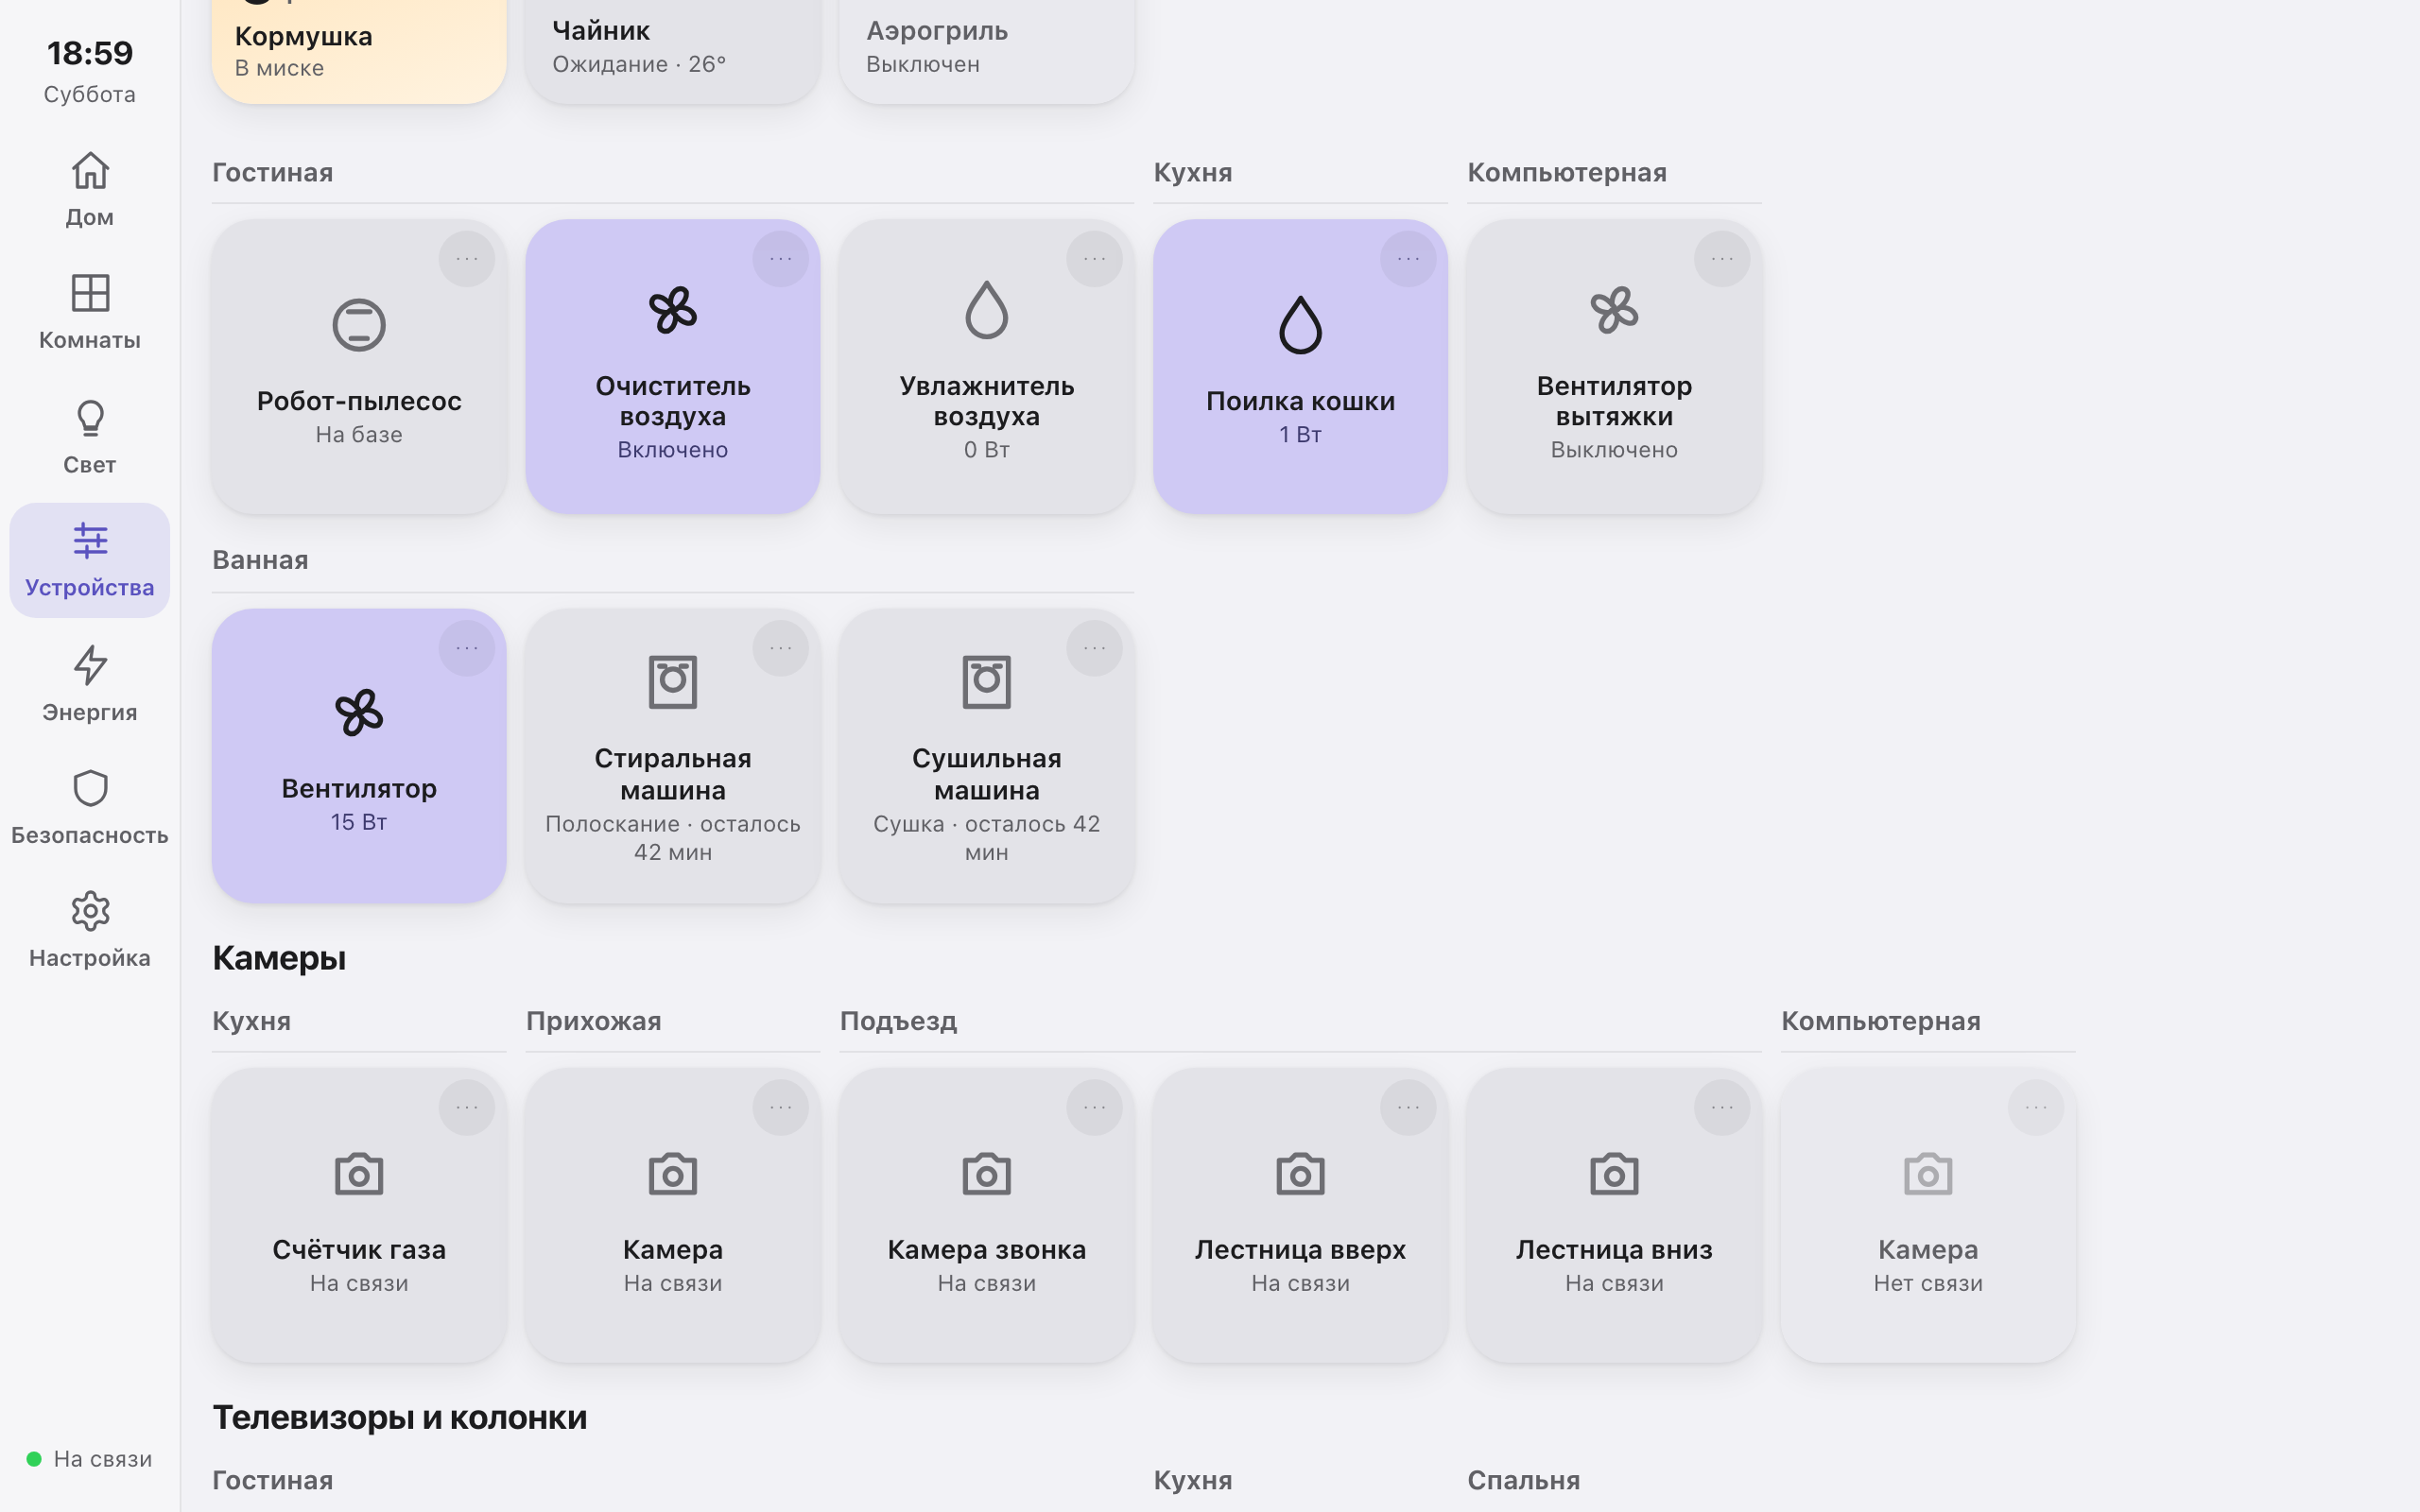 18:59
Суббота
Дом
Комнаты
Свет
Устройства
Энергия
Безопасность
Настройка
На связи
Кормушка
В миске
Чайник
Ожидание · 26°
Аэрогриль
Выключен
Гостиная
Кухня
Компьютерная
Робот-пылесос
На базе
Очиститель
воздуха
Включено
Увлажнитель
воздуха
0 Вт
Поилка кошки
1 Вт
Вентилятор
вытяжки
Выключено
Ванная
Вентилятор
15 Вт
Стиральная
машина
Полоскание · осталось
42 мин
Сушильная
машина
Сушка · осталось 42
мин
Камеры
Кухня
Прихожая
Подъезд
Компьютерная
Счётчик газа
На связи
Камера
На связи
Камера звонка
На связи
Лестница вверх
На связи
Лестница вниз
На связи
Камера
Нет связи
Телевизоры и колонки
Гостиная
Кухня
Спальня